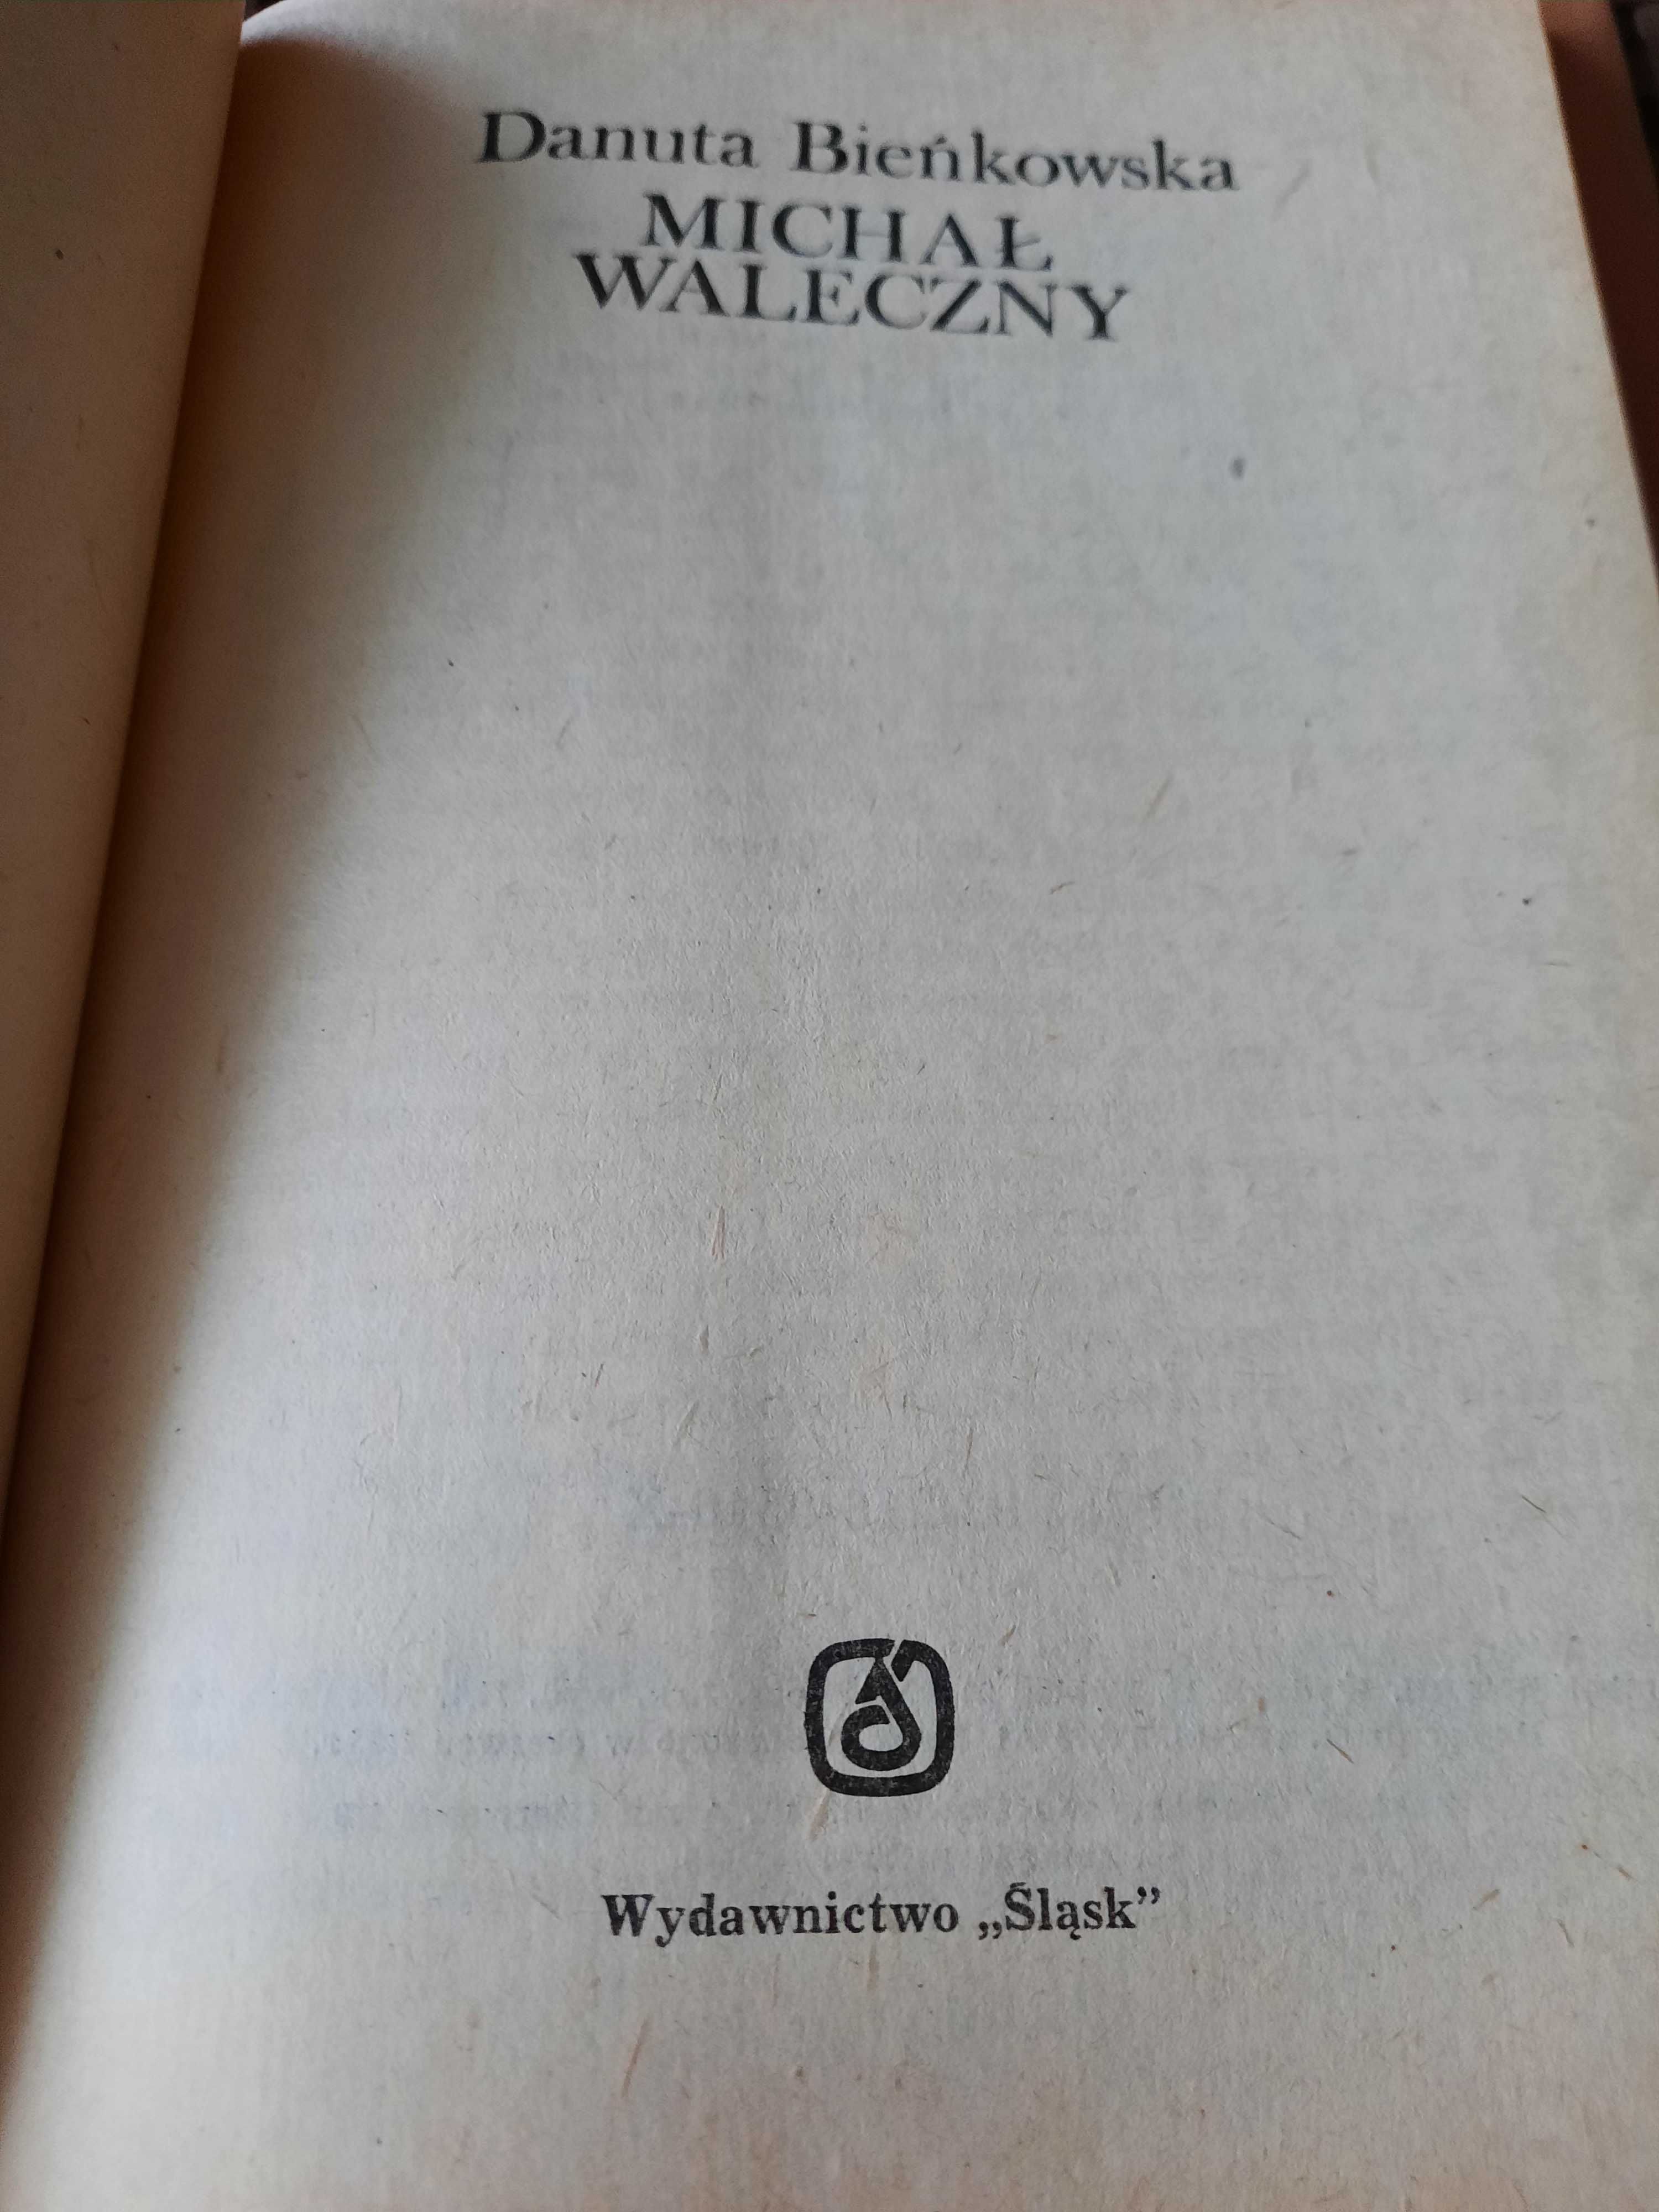 Danuta Bieńkowska
MICHAŁ
WALECZNY
Wydawnictwo „Śląsk”